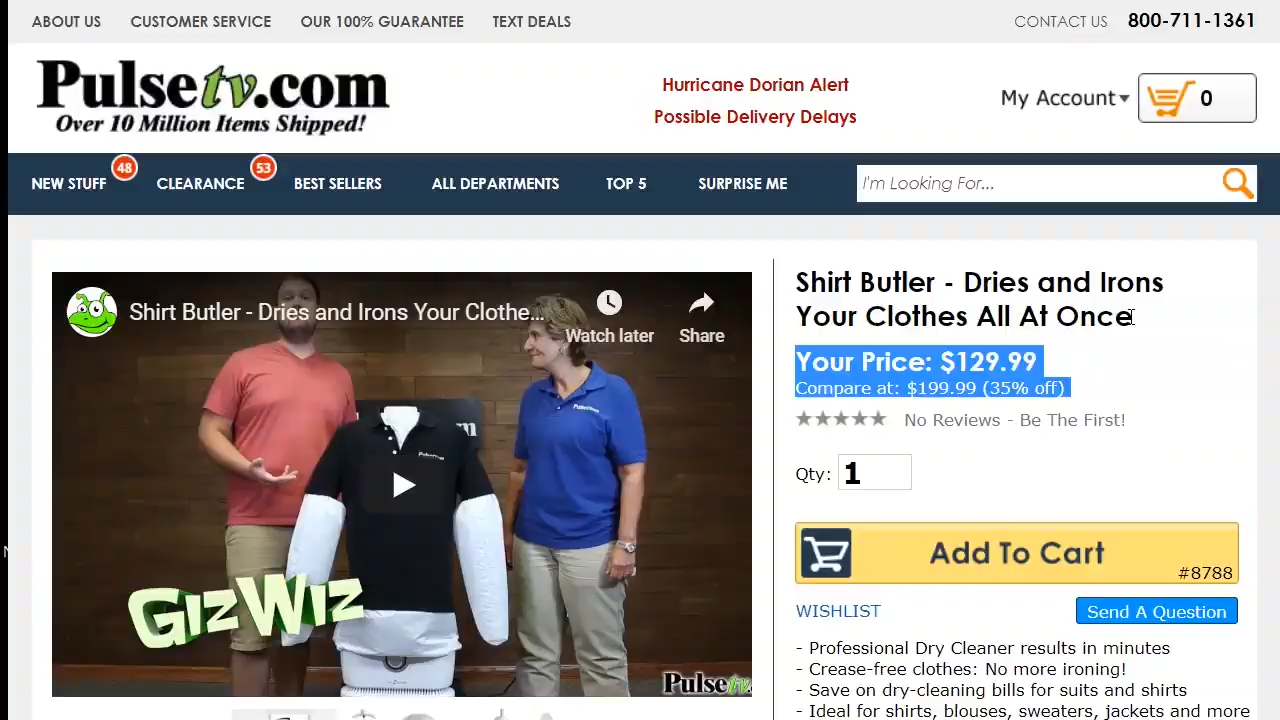 ABOUT US CUSTOMER SERVICE OUR 100% GUARANTEE TEXT DEALS CONTACT US 800-711-1361
Pulsetv.com
Over 10 Million Items Shipped!
Hurricane Dorian Alert
Possible Delivery Delays
My Account 0
NEW STUFF 48 CLEARANCE 53 BEST SELLERS ALL DEPARTMENTS TOP 5 SURPRISE ME I'm Looking For...
Shirt Butler - Dries and Irons Your Clothe...
Watch later Share
GizWiz
Pulsetv
Shirt Butler - Dries and Irons
Your Clothes All At Once
Your Price: $129.99
Compare at: $199.99 (35% off)
No Reviews - Be The First!
Qty: 1
Add To Cart
#8788
WISHLIST Send A Question
- Professional Dry Cleaner results in minutes
- Crease-free clothes: No more ironing!
- Save on dry-cleaning bills for suits and shirts
- Ideal for shirts, blouses, sweaters, jackets and more